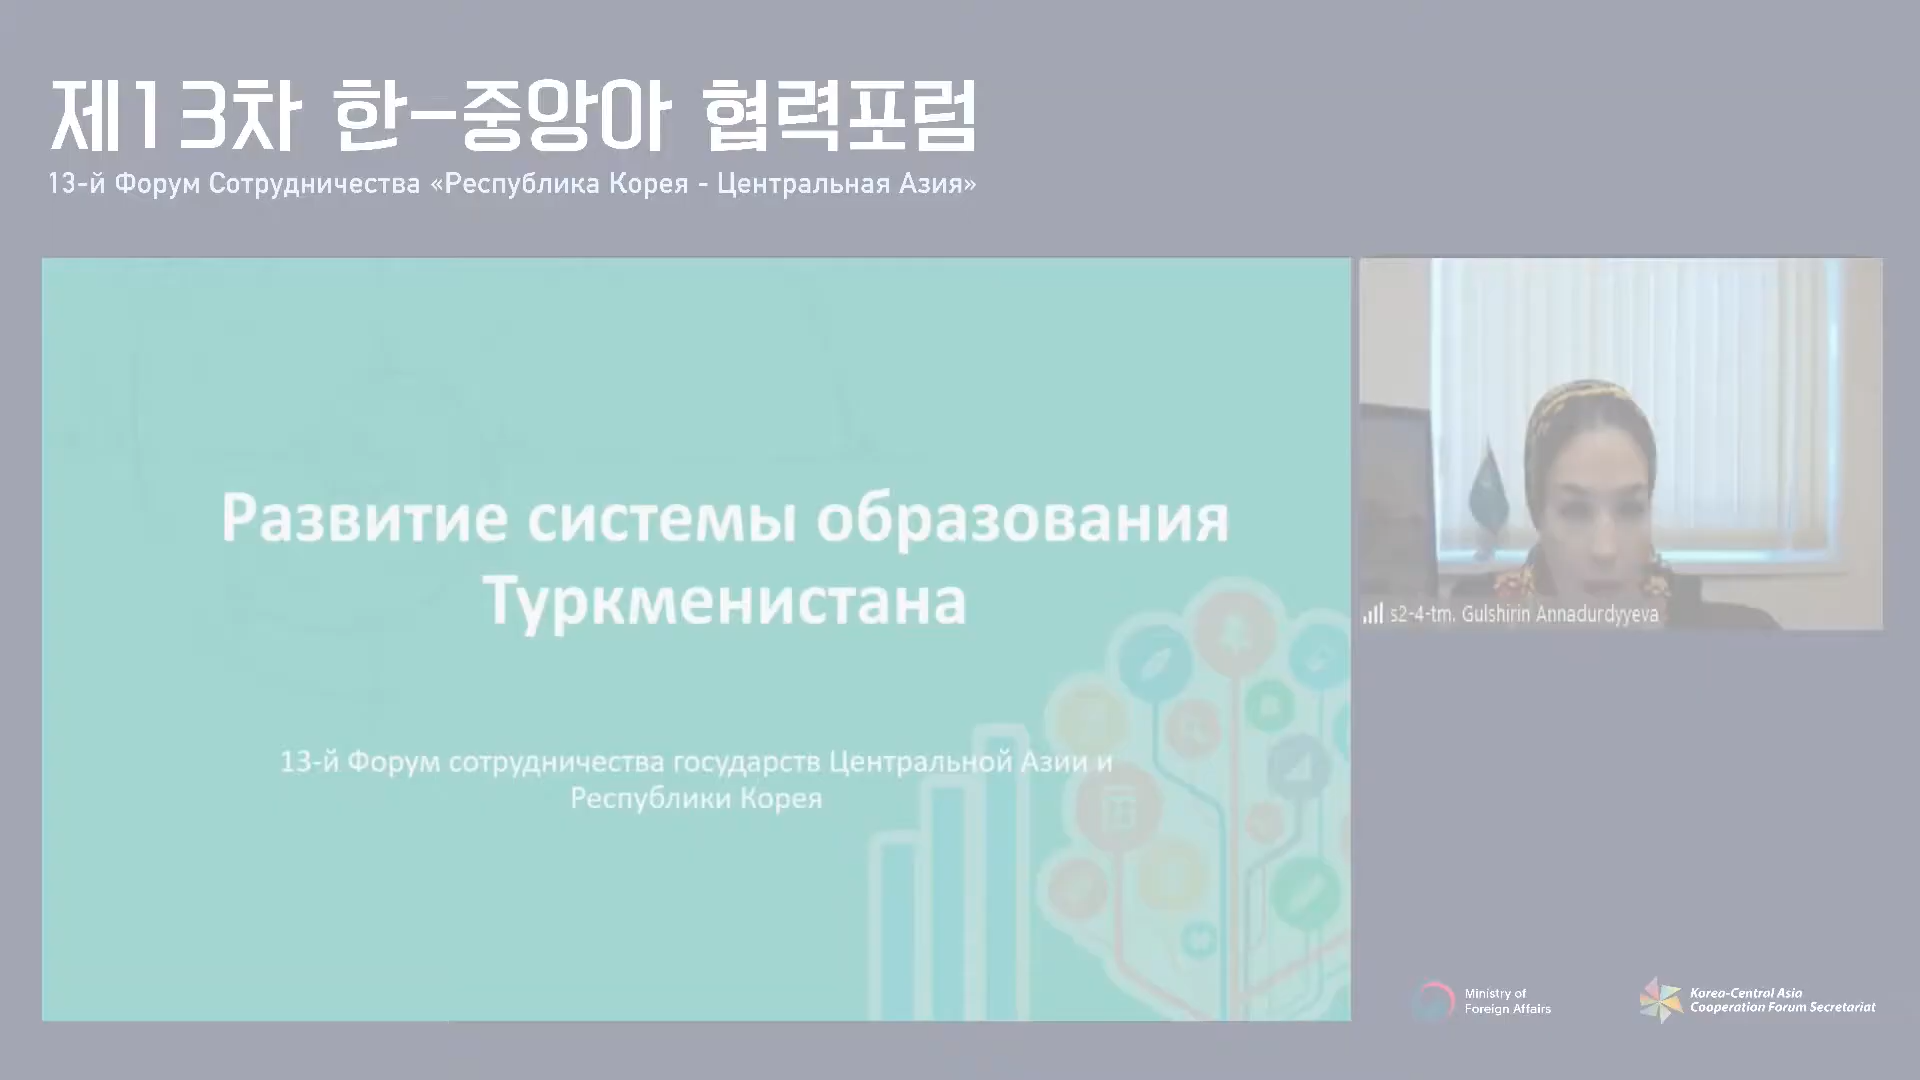 제13차 한-중앙아 협력포럼
13-й Форум Сотрудничества «Республика Корея - Центральная Азия»
Развитие системы образования
Туркменистана
13-й Форум сотрудничества государств Центральной Азии и
Республики Корея
s2-4-tm. Gulshirin Annadurdyyeva
Ministry of
Foreign Affairs
Korea-Central Asia
Cooperation Forum Secretariat